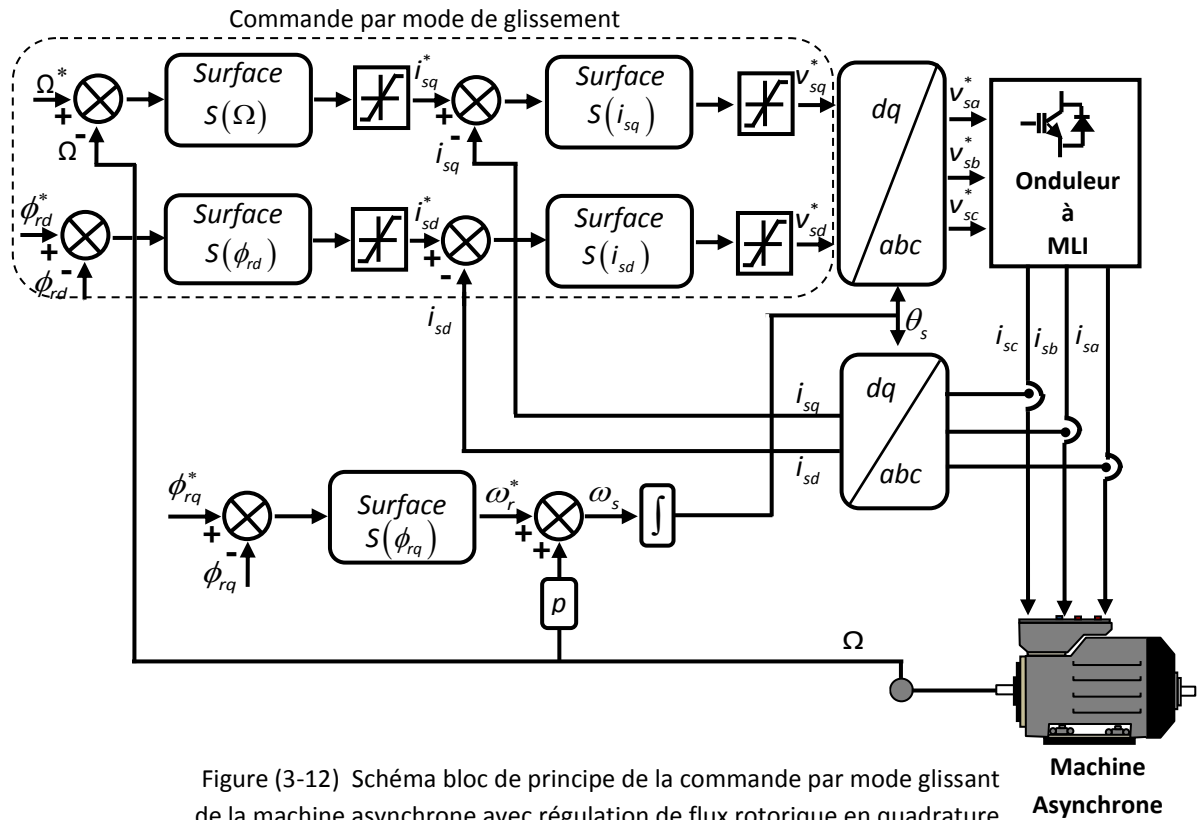 Commande par mode de glissement
Ω*
+
-
Ω
Surface
S(Ω)
i*sq
+
-
isq
Surface
S(isq)
v*sq
dq
abc
v*sa
v*sb
v*sc
Onduleur
à
MLI
ϕ*rd
+
-
ϕrd
Surface
S(ϕrd)
i*sd
+
-
isd
Surface
S(isd)
v*sd
θs
isc
isb
isa
isq
isd
dq
abc
ϕ*rq
+
-
ϕrq
Surface
S(ϕrq)
ω*r
+
+
ωs
∫
p
Ω
Machine
Asynchrone
Figure (3-12) Schéma bloc de principe de la commande par mode glissant
de la machine asynchrone avec régulation de flux rotorique en quadrature